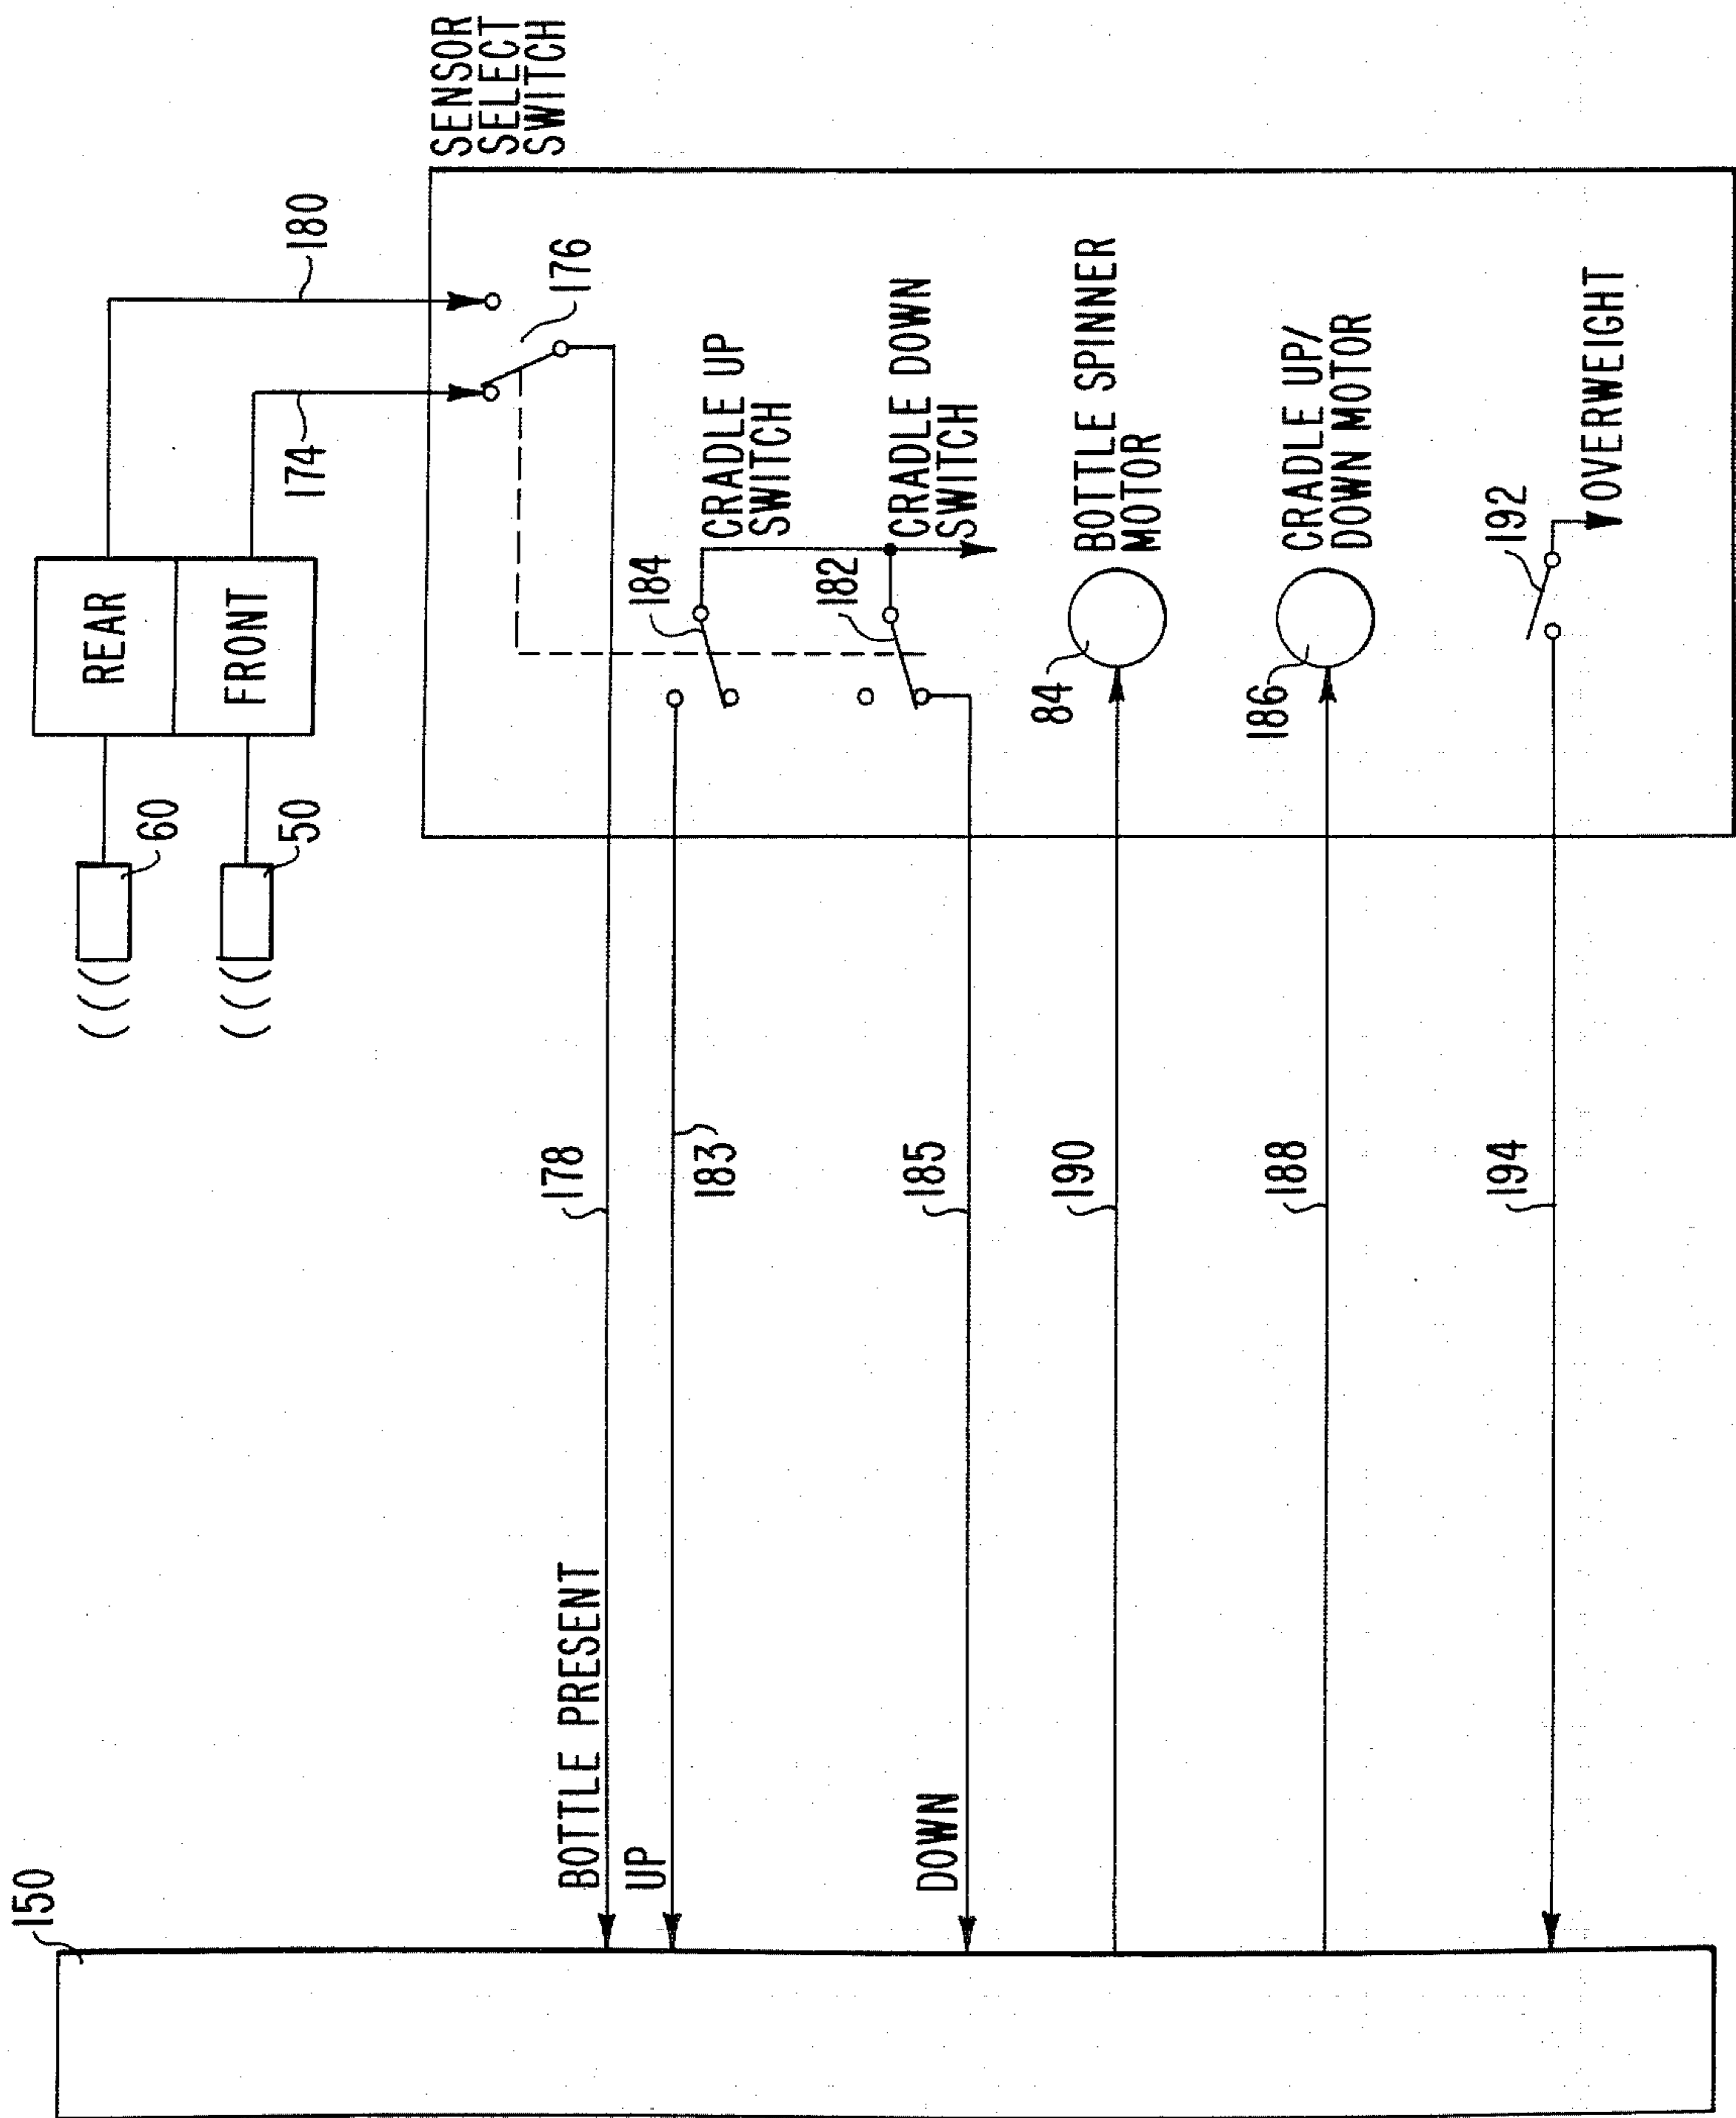 150
60
50
REAR
FRONT
174
180
SENSOR
SELECT
SWITCH
176
BOTTLE PRESENT
178
UP
183
184
CRADLE UP
SWITCH
DOWN
185
182
CRADLE DOWN
SWITCH
190
84
BOTTLE SPINNER
MOTOR
188
186
CRADLE UP/
DOWN MOTOR
194
192
OVERWEIGHT